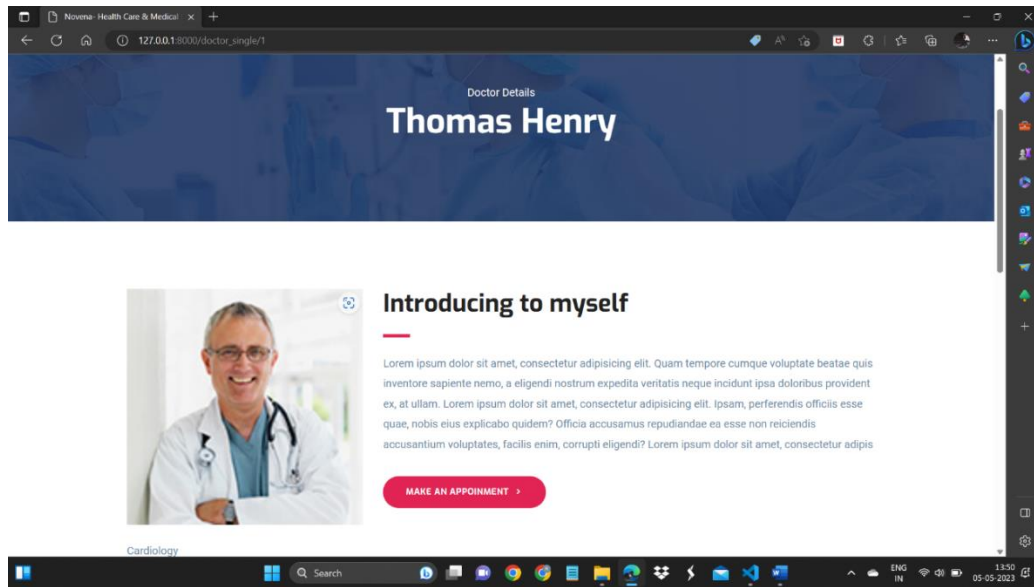 Novena- Health Care & Medical
127.0.0.1:8000/doctor_single/1
Doctor Details
Thomas Henry
Introducing to myself
Lorem ipsum dolor sit amet, consectetur adipisicing elit. Quam tempore cumque voluptate beatae quis
inventore sapiente nemo, a eligendi nostrum expedita veritatis neque incidunt ipsa doloribus provident
ex, at ullam. Lorem ipsum dolor sit amet, consectetur adipisicing elit. Ipsam, perferendis officiis esse
quae, nobis eius explicabo quidem? Officia accusamus repudiandae ea esse non reiciendis
accusantium voluptates, facilis enim, corrupti eligendi? Lorem ipsum dolor sit amet, consectetur adipis
MAKE AN APPOINMENT
Cardiology
Search
ENG
IN
13:50
05-05-2023